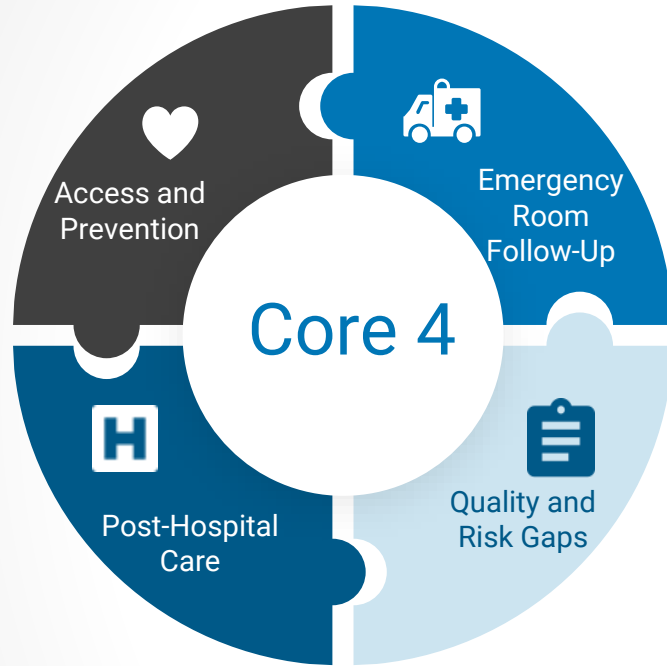 Access and
Prevention
Emergency
Room
Follow-Up
Core 4
H
Post-Hospital
Care
Quality and
Risk Gaps